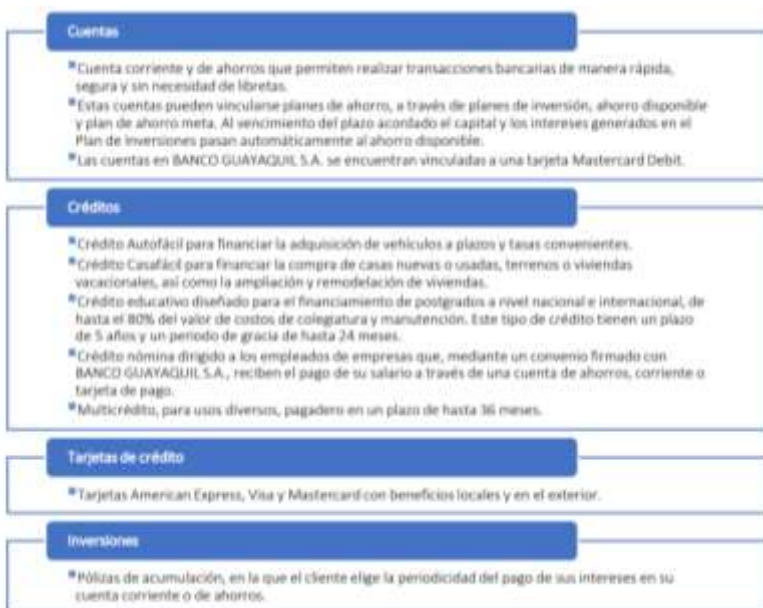 Cuentas
Cuenta corriente y de ahorros que permiten realizar transacciones bancarias de manera rápida,
segura y sin necesidad de libretas.
Estas cuentas pueden vincularse planes de ahorro, a través de planes de inversión, ahorro disponible
y plan de ahorro meta. Al vencimiento del plazo acordado el capital y los intereses generados en el
Plan de Inversiones pasan automáticamente al ahorro disponible.
Las cuentas en BANCO GUAYAQUIL S.A. se encuentran vinculadas a una tarjeta Mastercard Debit.
Créditos
Crédito Autofácil para financiar la adquisición de vehículos a plazos y tasas convenientes.
Crédito Casafácil para financiar la compra de casas nuevas o usadas, terrenos o viviendas
vacacionales, así como la ampliación y remodelación de viviendas.
Crédito educativo diseñado para el financiamiento de postgrados a nivel nacional e internacional, de
hasta el 80% del valor de costos de colegiatura y manutención. Este tipo de crédito tienen un plazo
de 5 años y un periodo de gracia de hasta 24 meses.
Crédito nómina dirigido a los empleados de empresas que, mediante un convenio firmado con
BANCO GUAYAQUIL S.A., reciben el pago de su salario a través de una cuenta de ahorros, corriente o
tarjeta de pago.
Multicrédito, para usos diversos, pagadero en un plazo de hasta 36 meses.
Tarjetas de crédito
Tarjetas American Express, Visa y Mastercard con beneficios locales y en el exterior.
Inversiones
Pólizas de acumulación, en la que el cliente elige la periodicidad del pago de sus intereses en su
cuenta corriente o de ahorros.